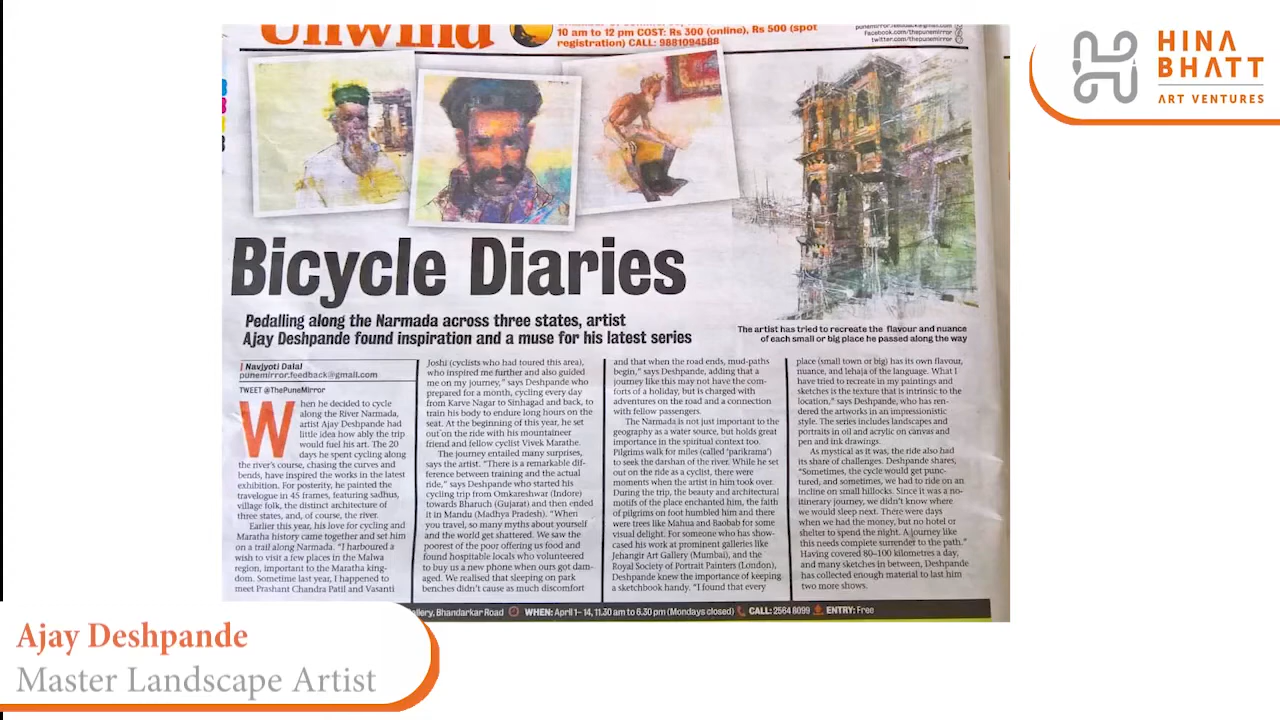 Unwind
10 am to 12 pm COST: Rs 300 (online), Rs 500 (spot
registration) CALL: 9881094588
Facebook.com/thepunemirror
twitter.com/thepunemirror
HINA
BHATT
ART VENTURES
Bicycle Diaries
Pedalling along the Narmada across three states, artist
Ajay Deshpande found inspiration and a muse for his latest series
The artist has tried to recreate the flavour and nuance
of each small or big place he passed along the way
Navjyoti Dalal
punemirror.feedback@gmail.com
TWEET @ThePuneMirror
When he decided to cycle
along the River Narmada,
artist Ajay Deshpande had
little idea how ably the trip
would fuel his art. The 20
days he spent cycling along
the river's course, chasing the curves and
bends, have inspired the works in the latest
exhibition. For posterity, he painted the
travelogue in 45 frames, featuring sadhus,
village folk, the distinct architecture of
three states, and, of course, the river.
Earlier this year, his love for cycling and
Maratha history came together and set him
on a trail along Narmada. "I harboured a
wish to visit a few places in the Malwa
region, important to the Maratha king-
dom. Sometime last year, I happened to
meet Prashant Chandra Patil and Vasanti
Joshi (cyclists who had toured this area),
who inspired me further and also guided
me on my journey," says Deshpande who
prepared for a month, cycling every day
from Karve Nagar to Sinhagad and back, to
train his body to endure long hours on the
seat. At the beginning of this year, he set
out on the ride with his mountaineer
friend and fellow cyclist Vivek Marathe.
The journey entailed many surprises,
says the artist. "There is a remarkable dif-
ference between training and the actual
ride," says Deshpande who started his
cycling trip from Omkareshwar (Indore)
towards Bharuch (Gujarat) and then ended
it in Mandu (Madhya Pradesh). "When
you travel, so many myths about yourself
and the world get shattered. We saw the
poorest of the poor offering us food and
found hospitable locals who volunteered
to buy us a new phone when ours got dam-
aged. We realised that sleeping on park
benches didn't cause as much discomfort
and that when the road ends, mud-paths
begin," says Deshpande, adding that a
journey like this may not have the com-
forts of a holiday, but is charged with
adventures on the road and a connection
with fellow passengers.
The Narmada is not just important to the
geography as a water source, but holds great
importance in the spiritual context too.
Pilgrims walk for miles (called 'parikrama')
to seek the darshan of the river. While he set
out on the ride as a cyclist, there were
moments when the artist in him took over.
During the trip, the beauty and architectural
motifs of the place enchanted him, the faith
of pilgrims on foot humbled him and there
were trees like Mahua and Baobab for some
visual delight. For someone who has show-
cased his work at prominent galleries like
Jehangir Art Gallery (Mumbai), and the
Royal Society of Portrait Painters (London),
Deshpande knew the importance of keeping
a sketchbook handy. "I found that every
place (small town or big) has its own flavour,
nuance, and lehaja of the language. What I
have tried to recreate in my paintings and
sketches is the texture that is intrinsic to the
location," says Deshpande, who has ren-
dered the artworks in an impressionistic
style. The series includes landscapes and
portraits in oil and acrylic on canvas and
pen and ink drawings.
As mystical as it was, the ride also had
its share of challenges. Deshpande shares,
"Sometimes, the cycle would get punc-
tured, and sometimes, we had to ride on an
incline on small hillocks. Since it was a no-
itinerary journey, we didn't know where
we would sleep next. There were days
when we had the money, but no hotel or
shelter to spend the night. A journey like
this needs complete surrender to the path."
Having covered 80–100 kilometres a day,
and many sketches in between, Deshpande
has collected enough material to last him
two more shows.
allery, Bhandarkar Road WHEN: April 1- 14, 11.30 am to 6.30 pm (Mondays closed) CALL: 2564 8099 ENTRY: Free
Ajay Deshpande
Master Landscape Artist